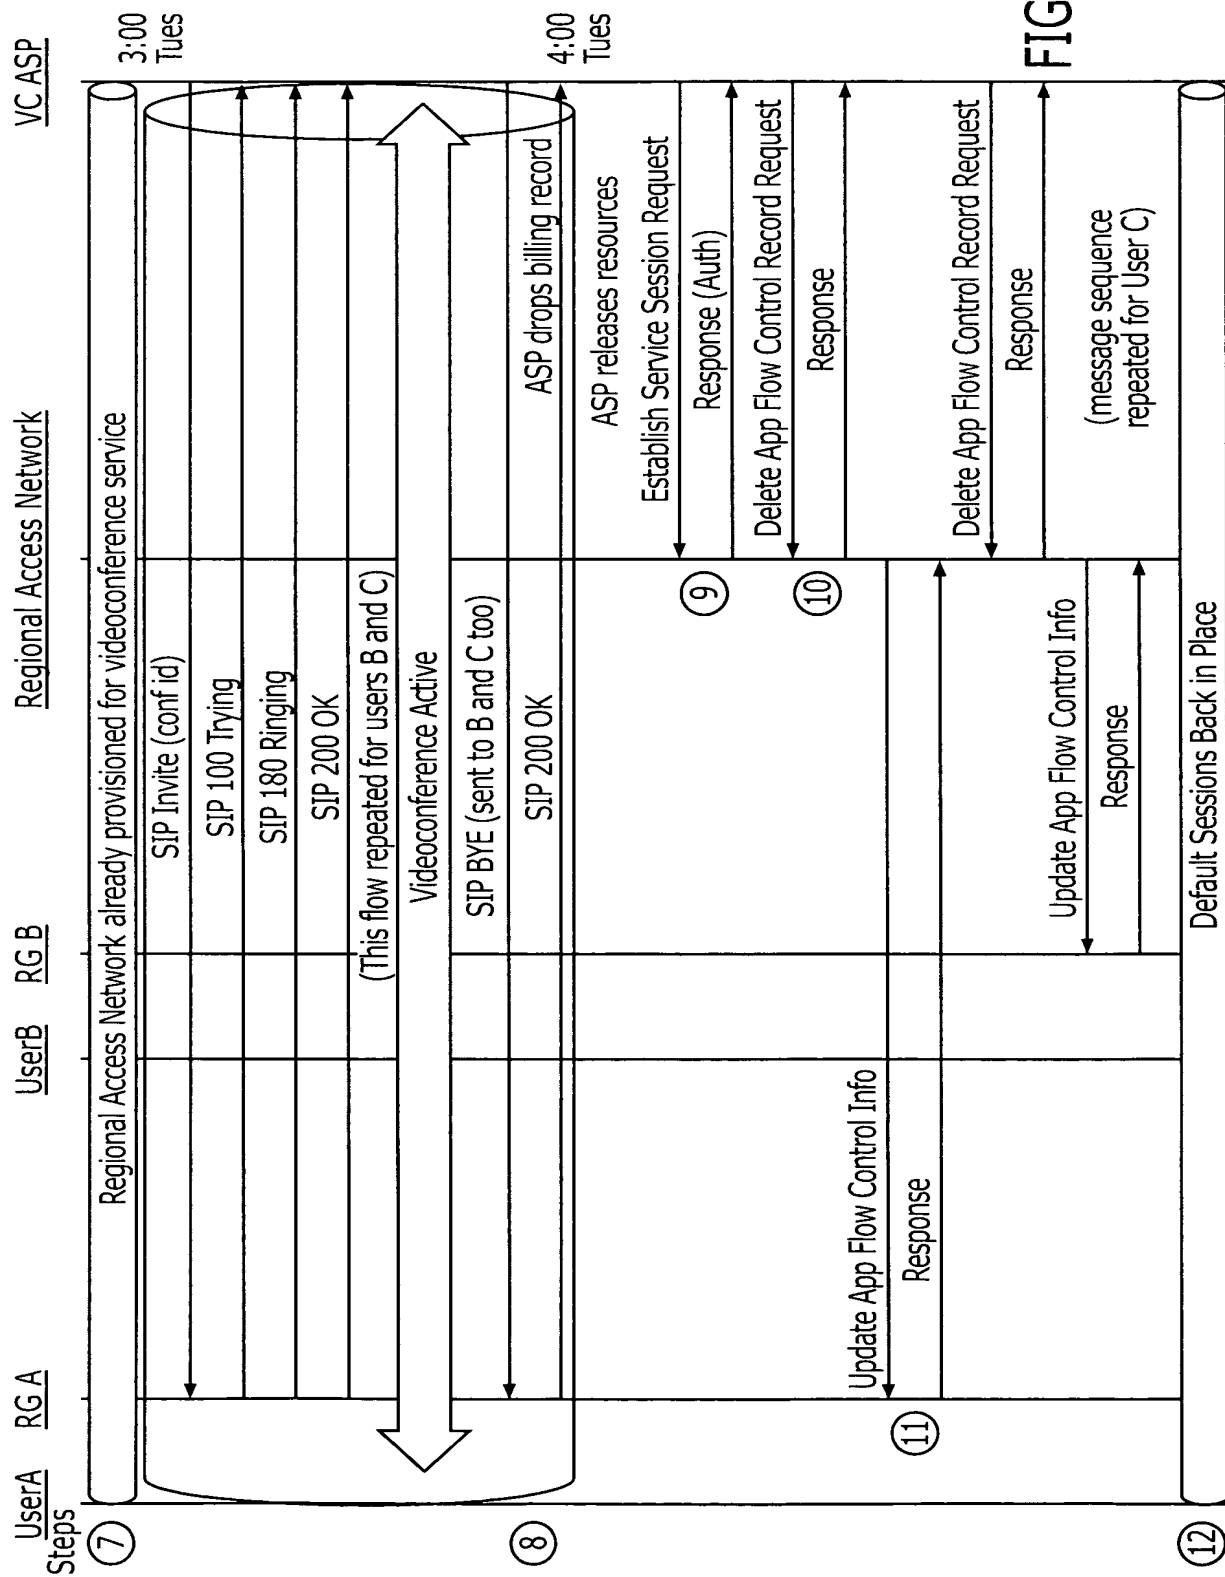 UserA
RG A
UserB
RG B
Regional Access Network
VC ASP
Steps
7
Regional Access Network already provisioned for videoconference service
3:00
Tues
SIP Invite (conf id)
SIP 100 Trying
SIP 180 Ringing
SIP 200 OK
(This flow repeated for users B and C)
Videoconference Active
8
SIP BYE (sent to B and C too)
SIP 200 OK
ASP drops billing record
4:00
Tues
ASP releases resources
Establish Service Session Request
9
Response (Auth)
Delete App Flow Control Record Request
10
Response
Update App Flow Control Info
11
Response
Delete App Flow Control Record Request
Response
Update App Flow Control Info
Response
(message sequence
repeated for User C)
12
Default Sessions Back in Place
FIG